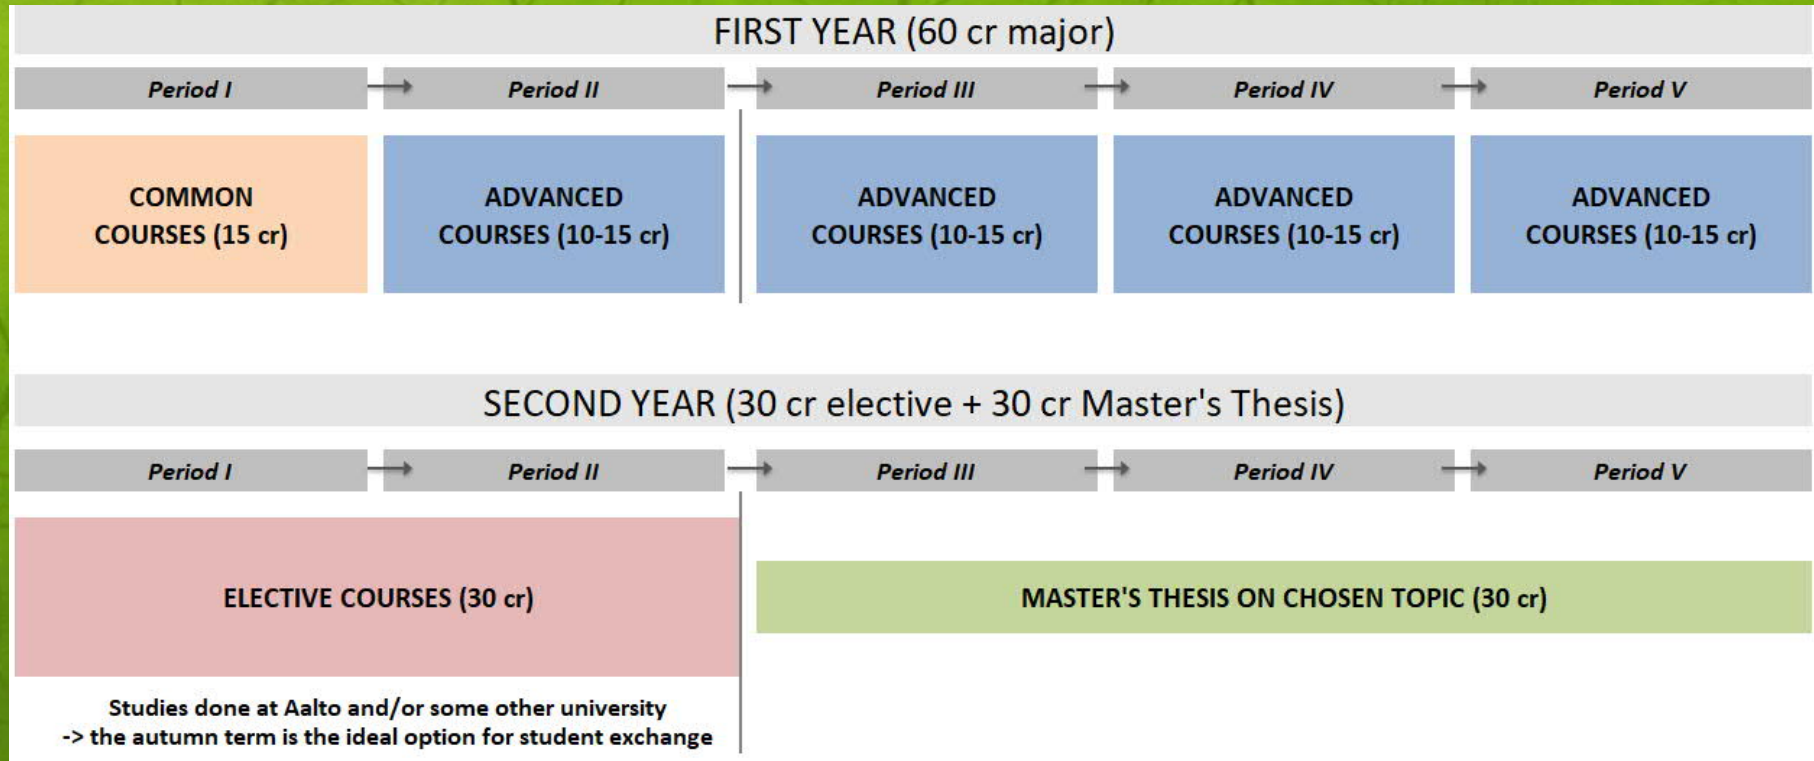 FIRST YEAR (60 cr major)
Period I
Period II
Period III
Period IV
Period V
COMMON
COURSES (15 cr)
ADVANCED
COURSES (10-15 cr)
ADVANCED
COURSES (10-15 cr)
ADVANCED
COURSES (10-15 cr)
ADVANCED
COURSES (10-15 cr)
SECOND YEAR (30 cr elective + 30 cr Master's Thesis)
Period I
Period II
Period III
Period IV
Period V
ELECTIVE COURSES (30 cr)
MASTER'S THESIS ON CHOSEN TOPIC (30 cr)
Studies done at Aalto and/or some other university
-> the autumn term is the ideal option for student exchange